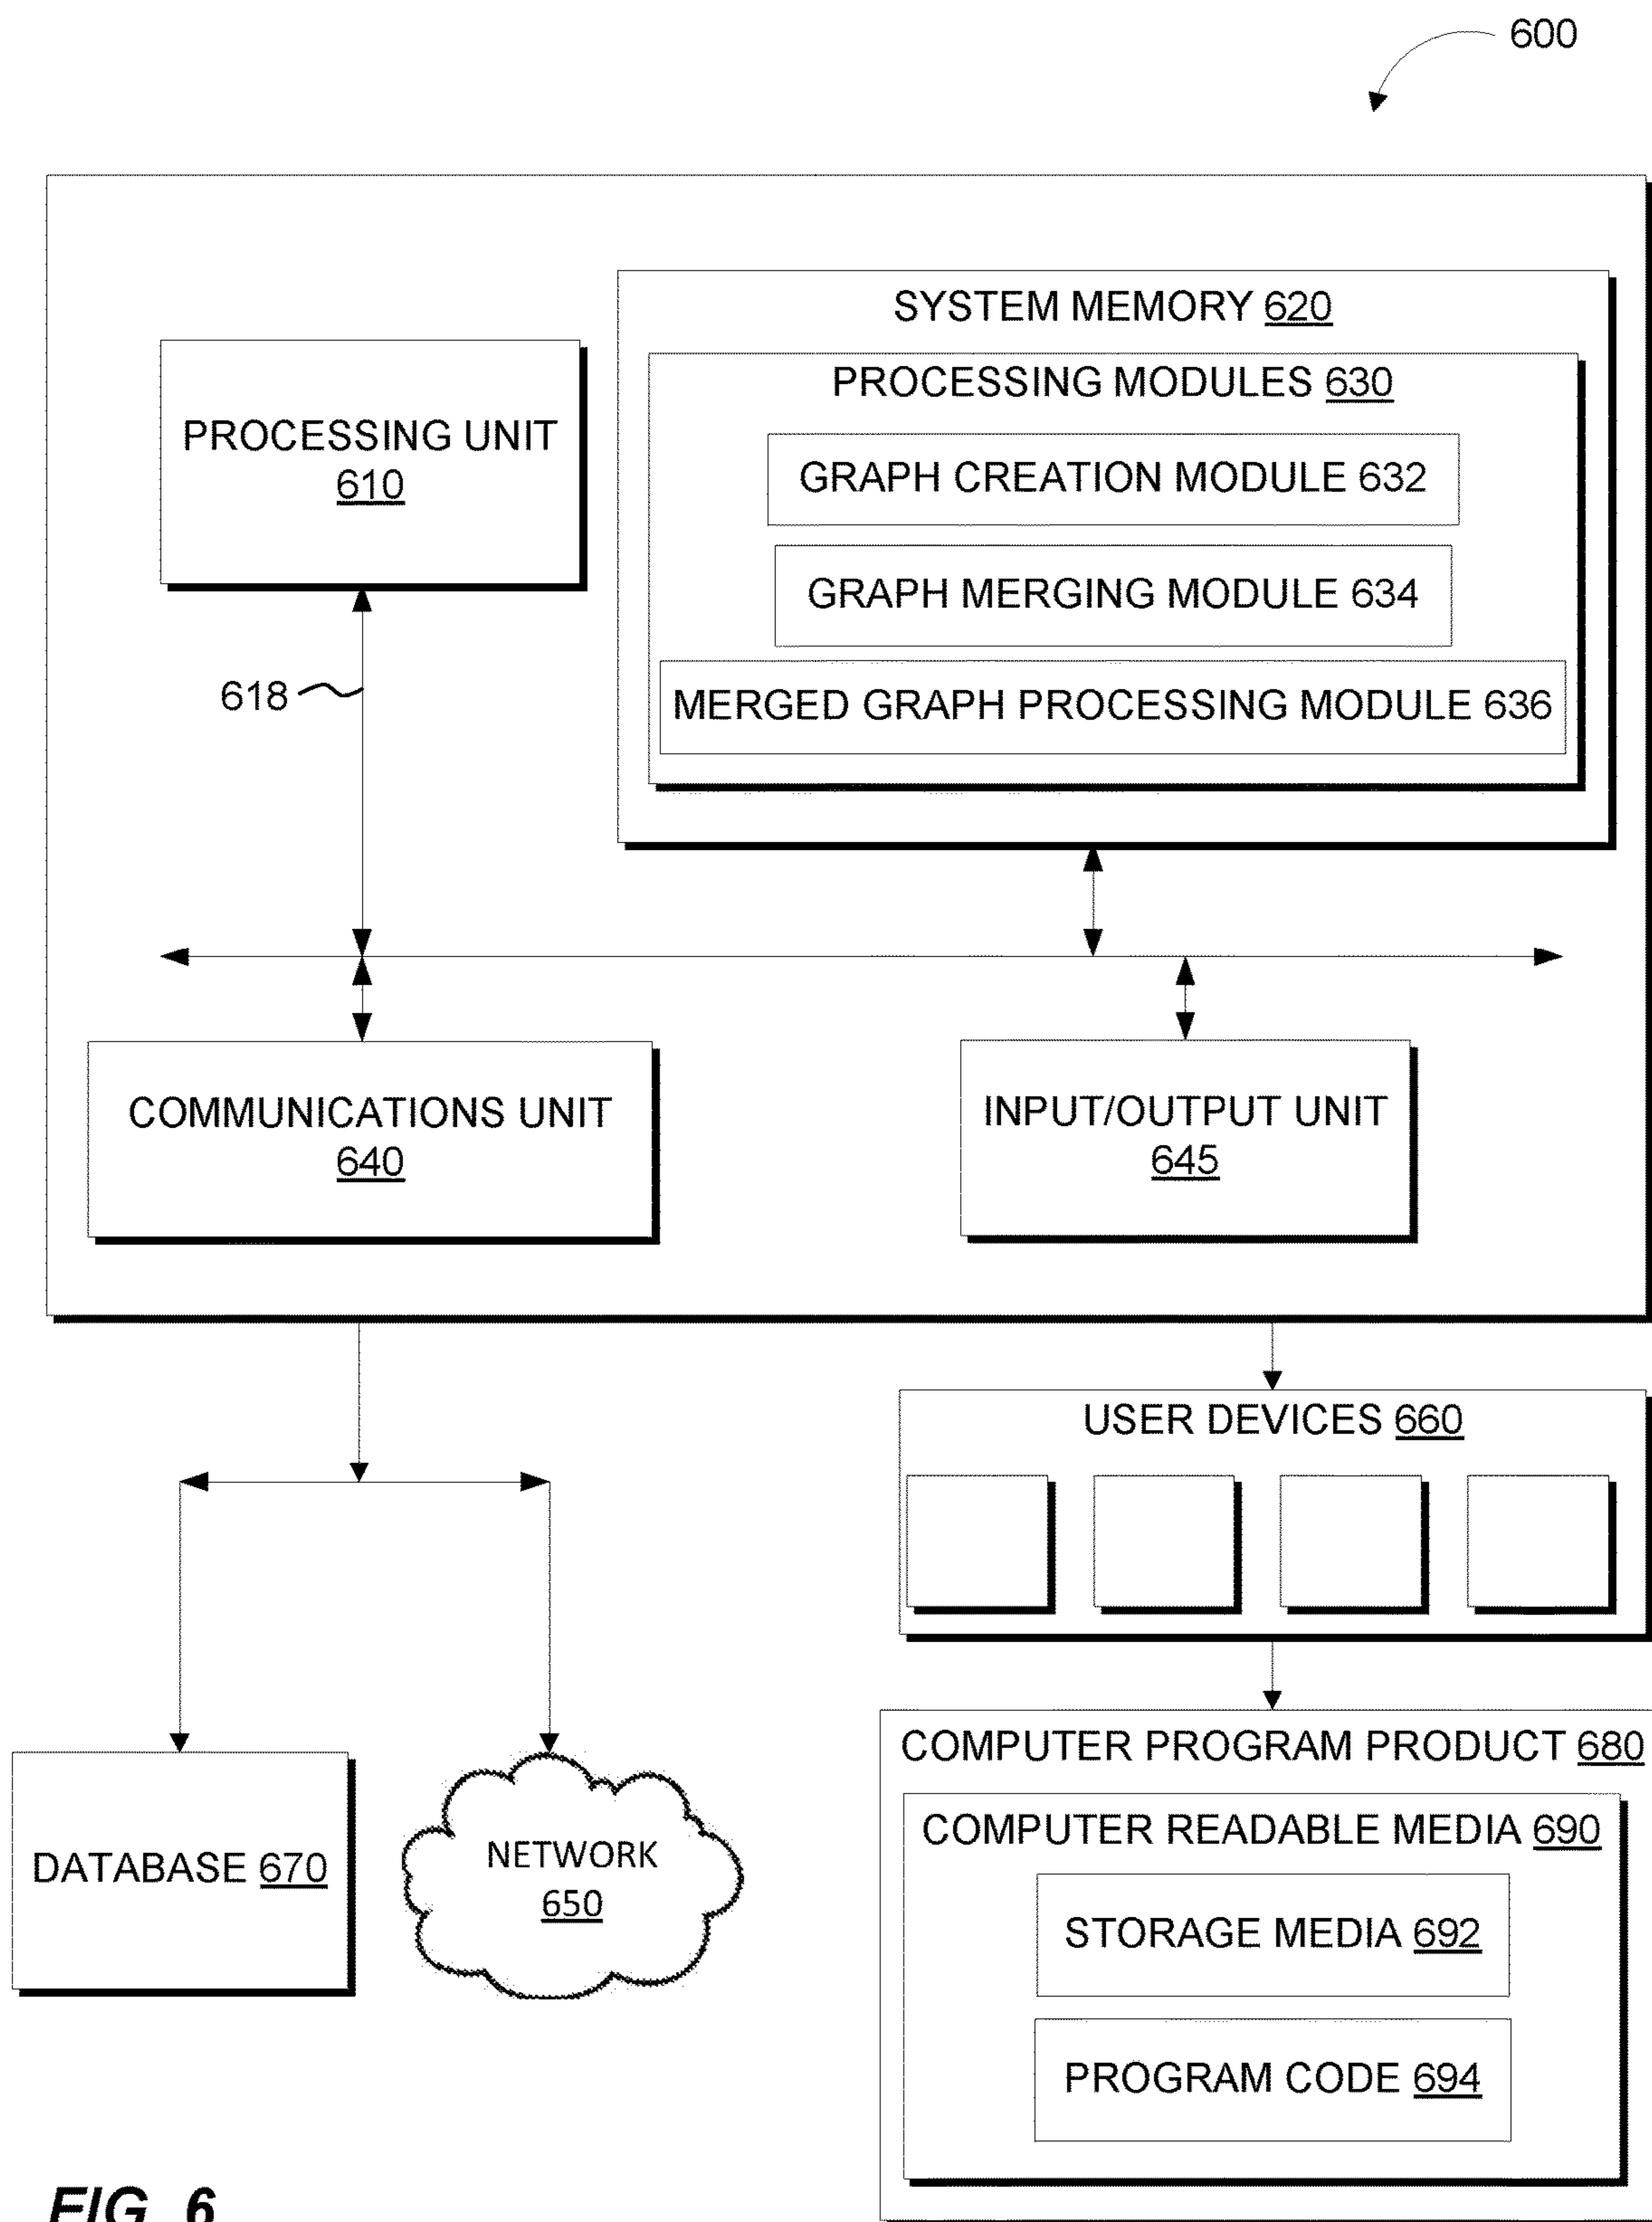 600
SYSTEM MEMORY 620
PROCESSING MODULES 630
PROCESSING UNIT
610
GRAPH CREATION MODULE 632
GRAPH MERGING MODULE 634
618
MERGED GRAPH PROCESSING MODULE 636
COMMUNICATIONS UNIT
640
INPUT/OUTPUT UNIT
645
USER DEVICES 660
COMPUTER PROGRAM PRODUCT 680
COMPUTER READABLE MEDIA 690
DATABASE 670
NETWORK
650
STORAGE MEDIA 692
PROGRAM CODE 694
FIG. 6